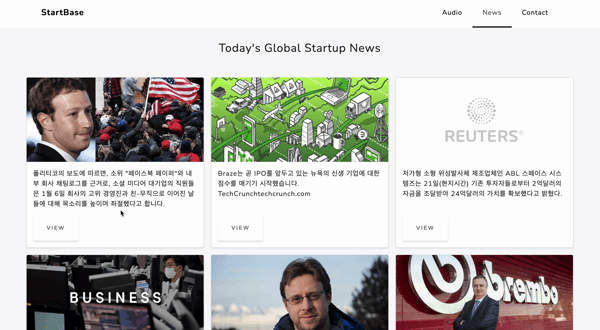 StartBase
Audio
News
Contact
Today's Global Startup News
폴리티코의 보도에 따르면, 소위 "페이스북 페이퍼"와 내
부 회사 채팅로그를 근거로, 소셜 미디어 대기업의 직원들
은 1월 6일 회사의 고위 경영진과 친-무직으로 이어진 날
들에 대해 목소리를 높이며 좌절했다고 합니다.
VIEW
Braze는 곧 IPO를 앞두고 있는 뉴욕의 신생 기업에 대한
점수를 매기기 시작했습니다.
TechCrunchtechcrunch.com
VIEW
REUTERS®
저가형 소형 위성발사체 제조업체인 ABL 스페이스 시스
템즈는 21일(현지시간) 기존 투자자들로부터 2억달러의
자금을 조달받아 24억달러의 가치를 확보했다고 밝혔다.
VIEW
BUSINESS
brembo